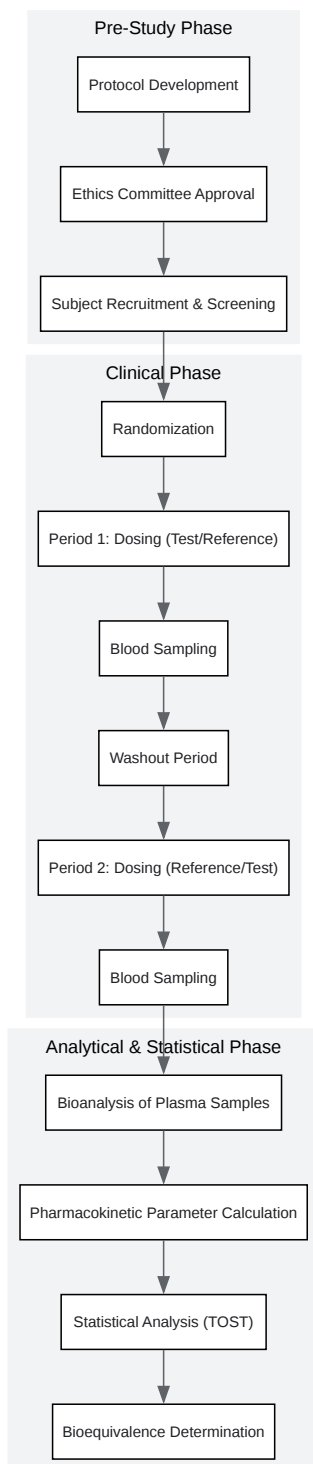 Pre-Study Phase
Protocol Development
Ethics Committee Approval
Subject Recruitment & Screening
Clinical Phase
Randomization
Period 1: Dosing (Test/Reference)
Blood Sampling
Washout Period
Period 2: Dosing (Reference/Test)
Blood Sampling
Analytical & Statistical Phase
Bioanalysis of Plasma Samples
Pharmacokinetic Parameter Calculation
Statistical Analysis (TOST)
Bioequivalence Determination